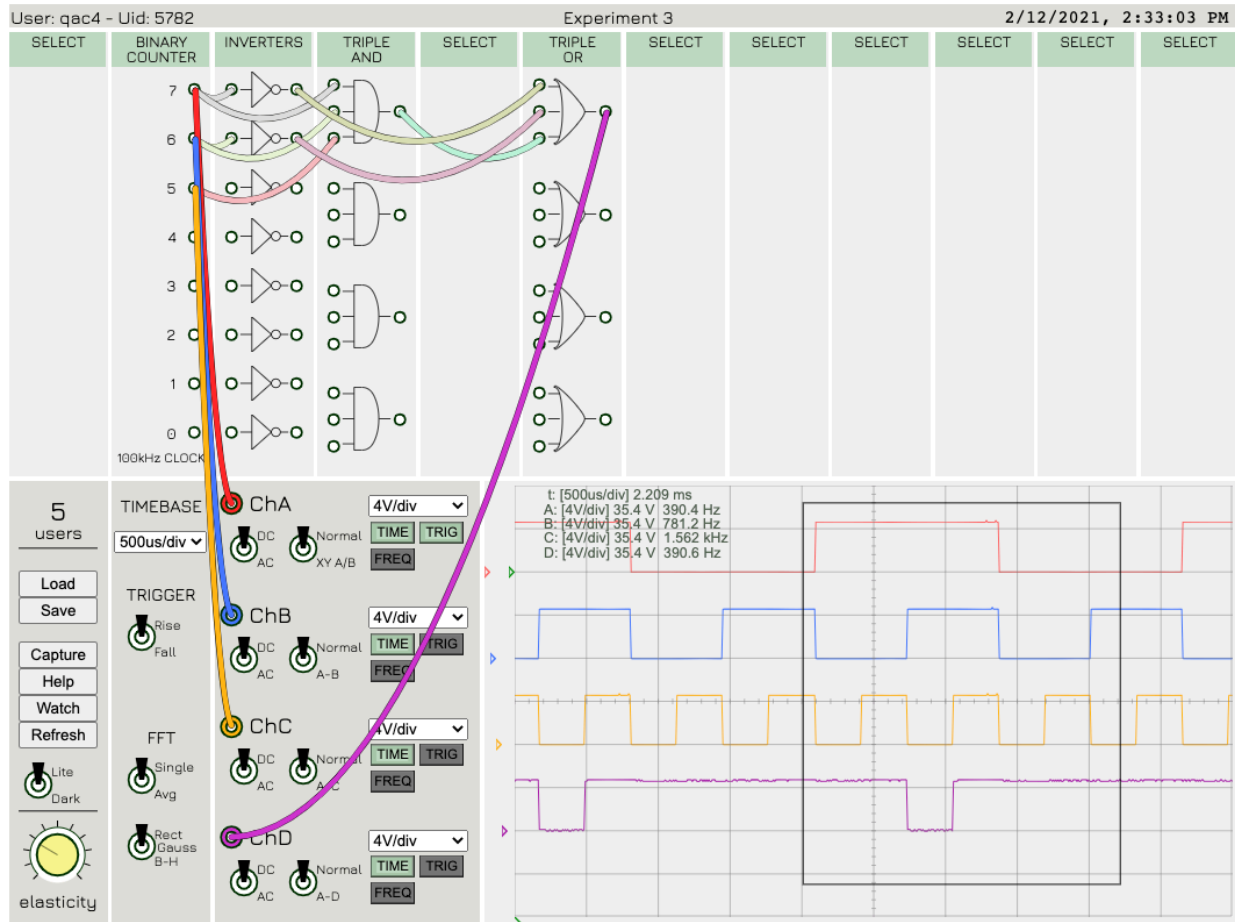 User: qac4 - Uid: 5782 Experiment 3 2/12/2021, 2:33:03 PM
SELECT BINARY COUNTER INVERTERS TRIPLE AND SELECT TRIPLE OR SELECT SELECT SELECT SELECT SELECT SELECT
7
6
5
4
3
2
1
0
100kHz CLOCK
5
users
Load
Save
Capture
Help
Watch
Refresh
Lite
Dark
elasticity
TIMEBASE
500us/div
TRIGGER
Rise
Fall
FFT
Single
Avg
Rect
Gauss
B-H
ChA 4V/div
DC Normal TIME TRIG
AC XY A/B FREQ
ChB 4V/div
DC Normal TIME TRIG
AC A-B FREQ
ChC 4V/div
DC Normal TIME TRIG
AC A-C FREQ
ChD 4V/div
DC Normal TIME TRIG
AC A-D FREQ
t: [500us/div] 2.209 ms
A: [4V/div] 35.4 V 390.4 Hz
B: [4V/div] 35.4 V 781.2 Hz
C: [4V/div] 35.4 V 1.562 kHz
D: [4V/div] 35.4 V 390.6 Hz